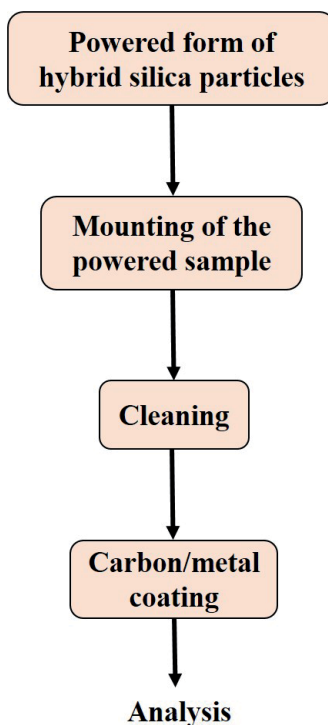 Powered form of
hybrid silica particles
Mounting of the
powered sample
Cleaning
Carbon/metal
coating
Analysis